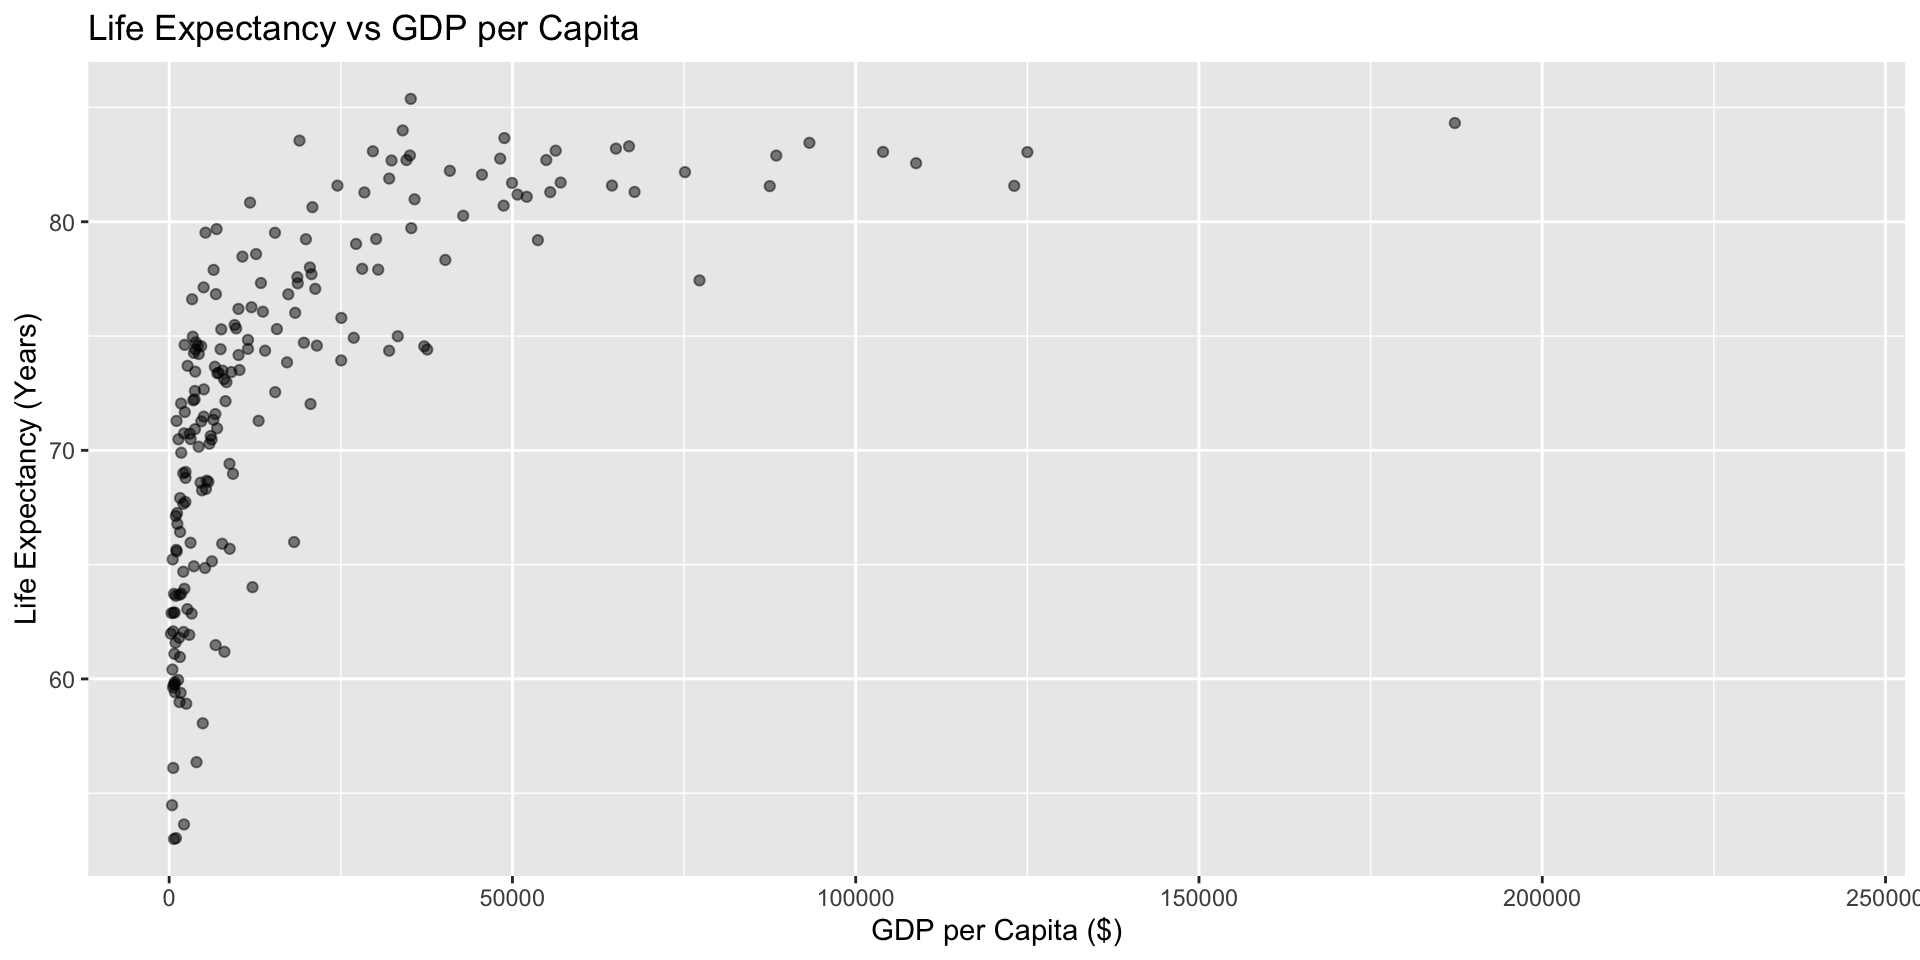 Life Expectancy vs GDP per Capita
Life Expectancy (Years)
80
70
60
0 50000 100000 150000 200000 250000
GDP per Capita ($)